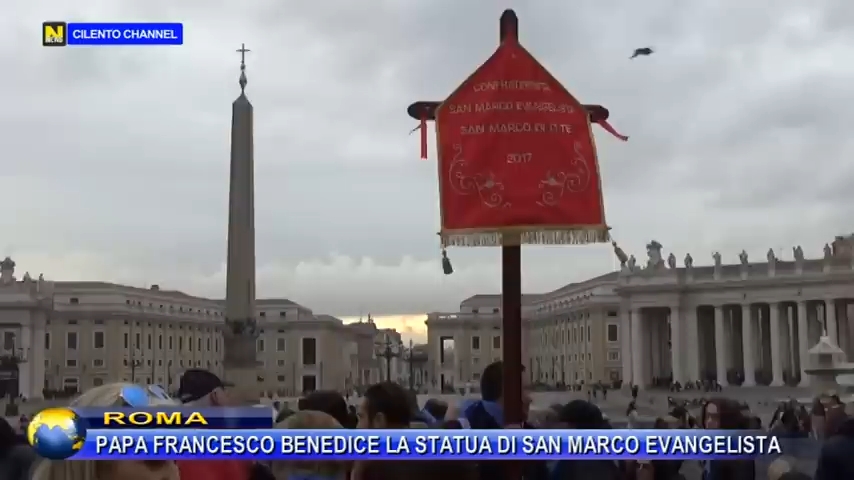 CILENTO CHANNEL
CONFRATERNITA
SAN MARCO EVANGELISTA
SAN MARCO DI
2017
ROMA
PAPA FRANCESCO BENEDICE LA STATUA DI SAN MARCO EVANGELISTA